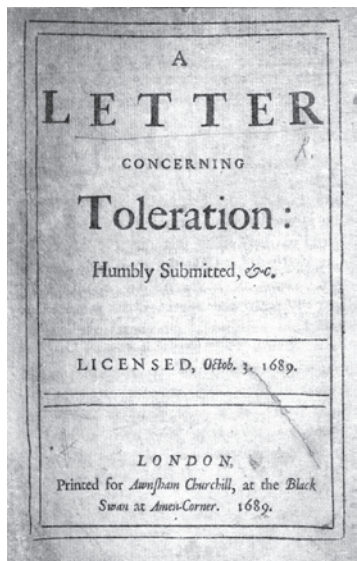 A
LETTER
CONCERNING
Toleration:
Humbly Submitted, &c.
LICENSED, Octob. 3. 1689.
LONDON,
Printed for Awnsham Churchill, at the Black
Swan at Amen-Corner. 1689.